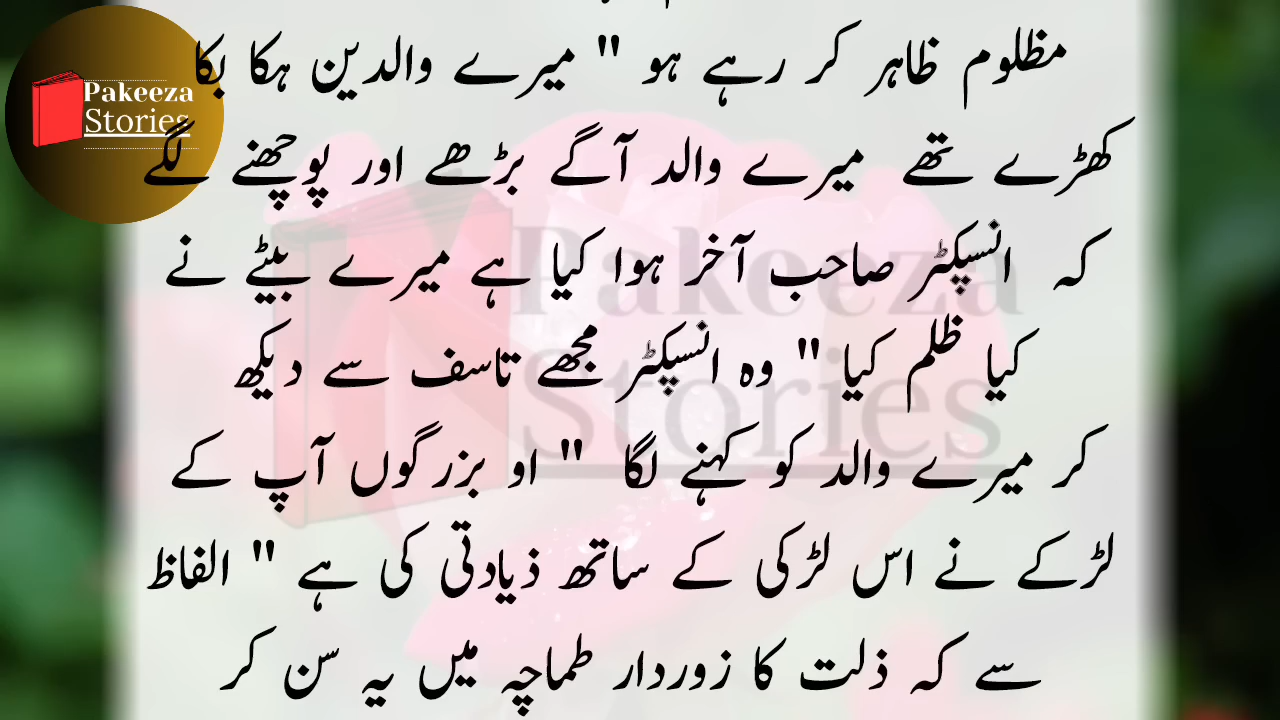 Pakeeza
Stories
مظلوم ظاہر کر رہے ہو " میرے والدین ہکا بکا
کھڑے تھے میرے والد آگے بڑھے اور پوچھنے لگے
کہ انسپکٹر صاحب آخر ہوا کیا ہے میرے بیٹے نے
کیا ظلم کیا " وہ انسپکٹر مجھے تاسف سے دیکھ
کر میرے والد کو کہنے لگا " او بزرگوں آپ کے
لڑکے نے اس لڑکی کے ساتھ ذیادتی کی ہے " الفاظ
سے کہ ذلت کا زوردار طماچہ میں یہ سن کر
Pakeeza
Stories